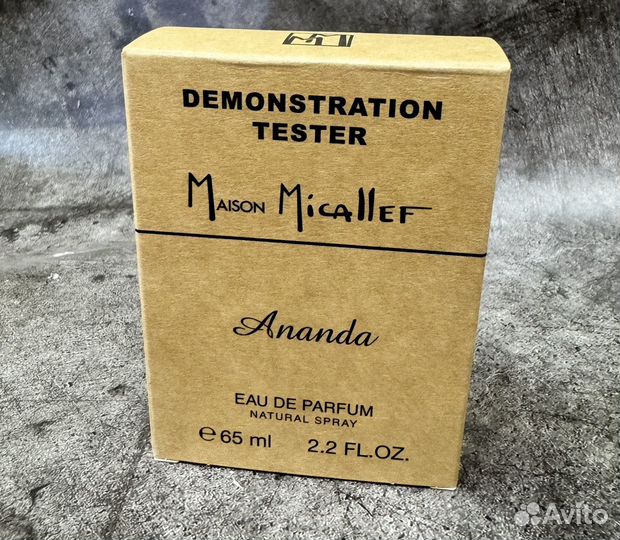 DEMONSTRATION
TESTER
MAISON MICALLEF
Ananda
EAU DE PARFUM
NATURAL SPRAY
℮ 65 ml 2.2 FL.OZ.
Avito